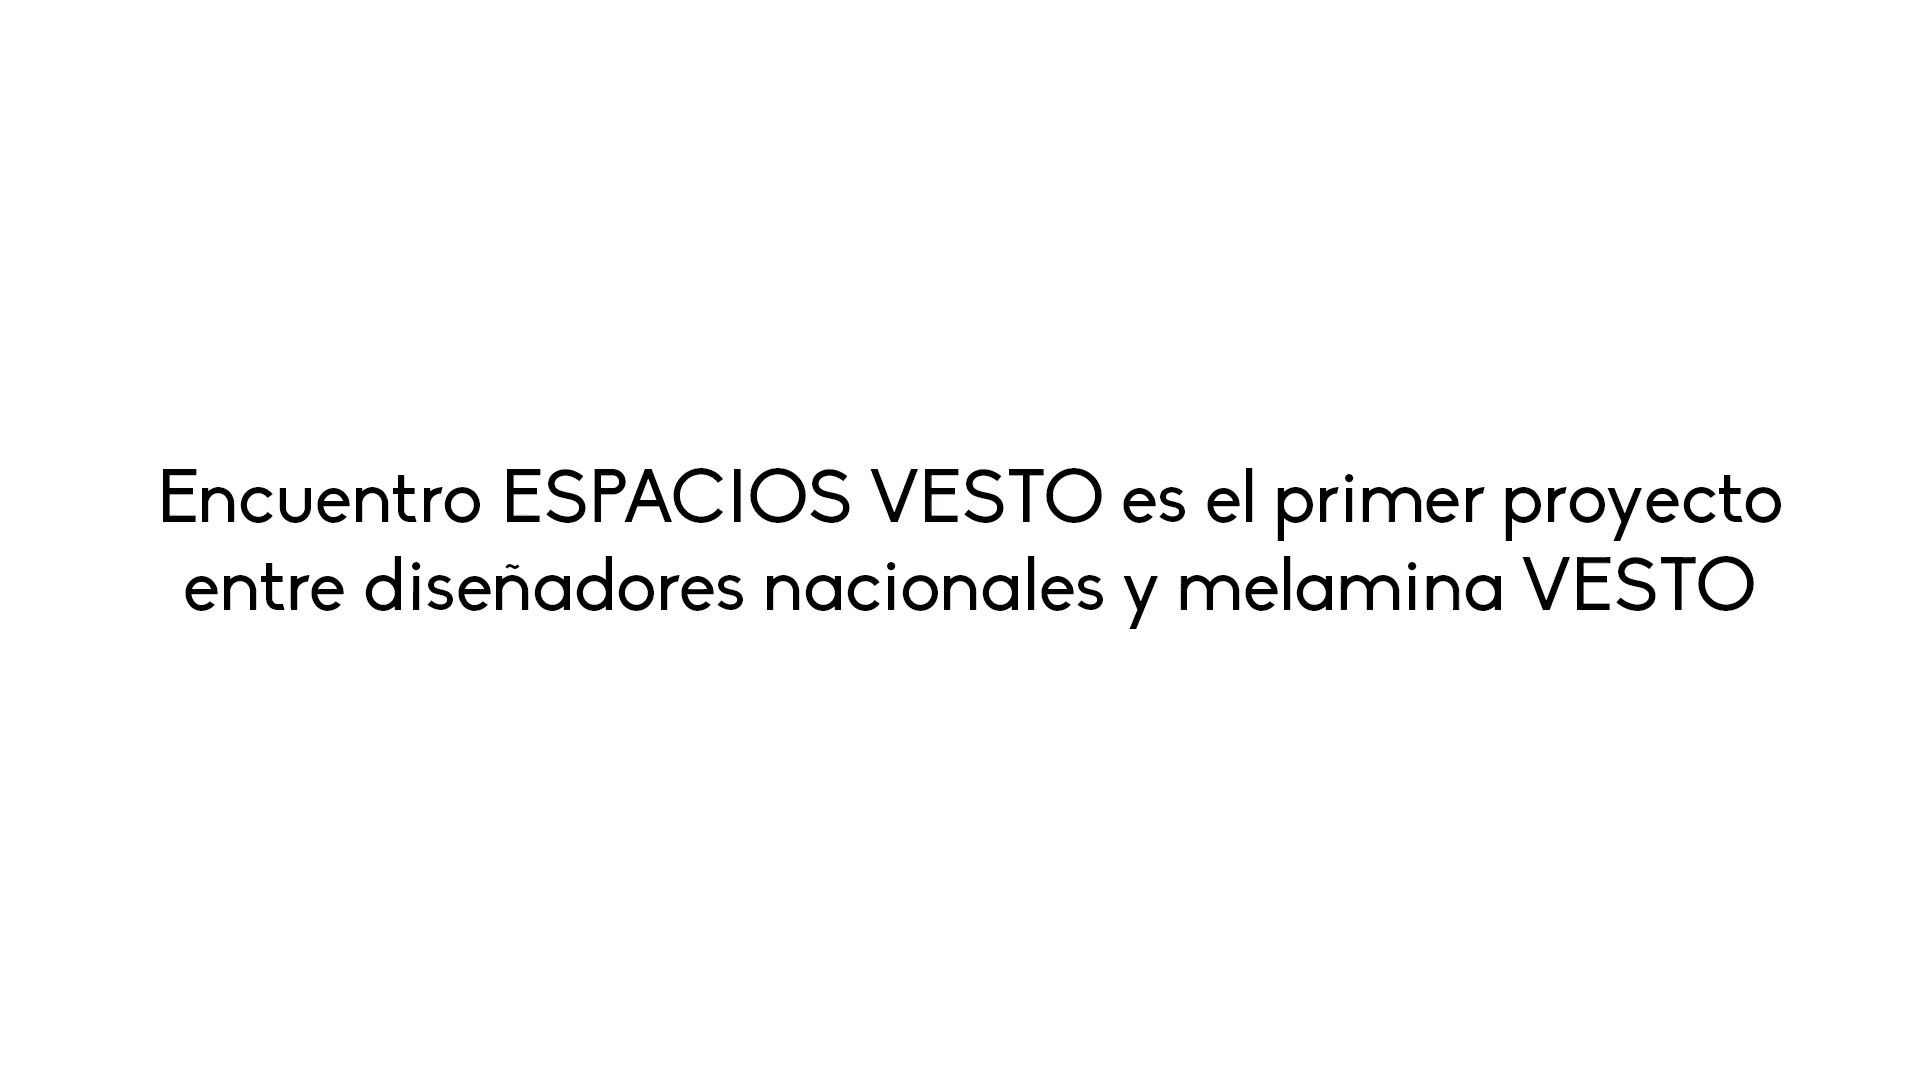 Encuentro ESPACIOS VESTO es el primer proyecto
entre diseñadores nacionales y melamina VESTO